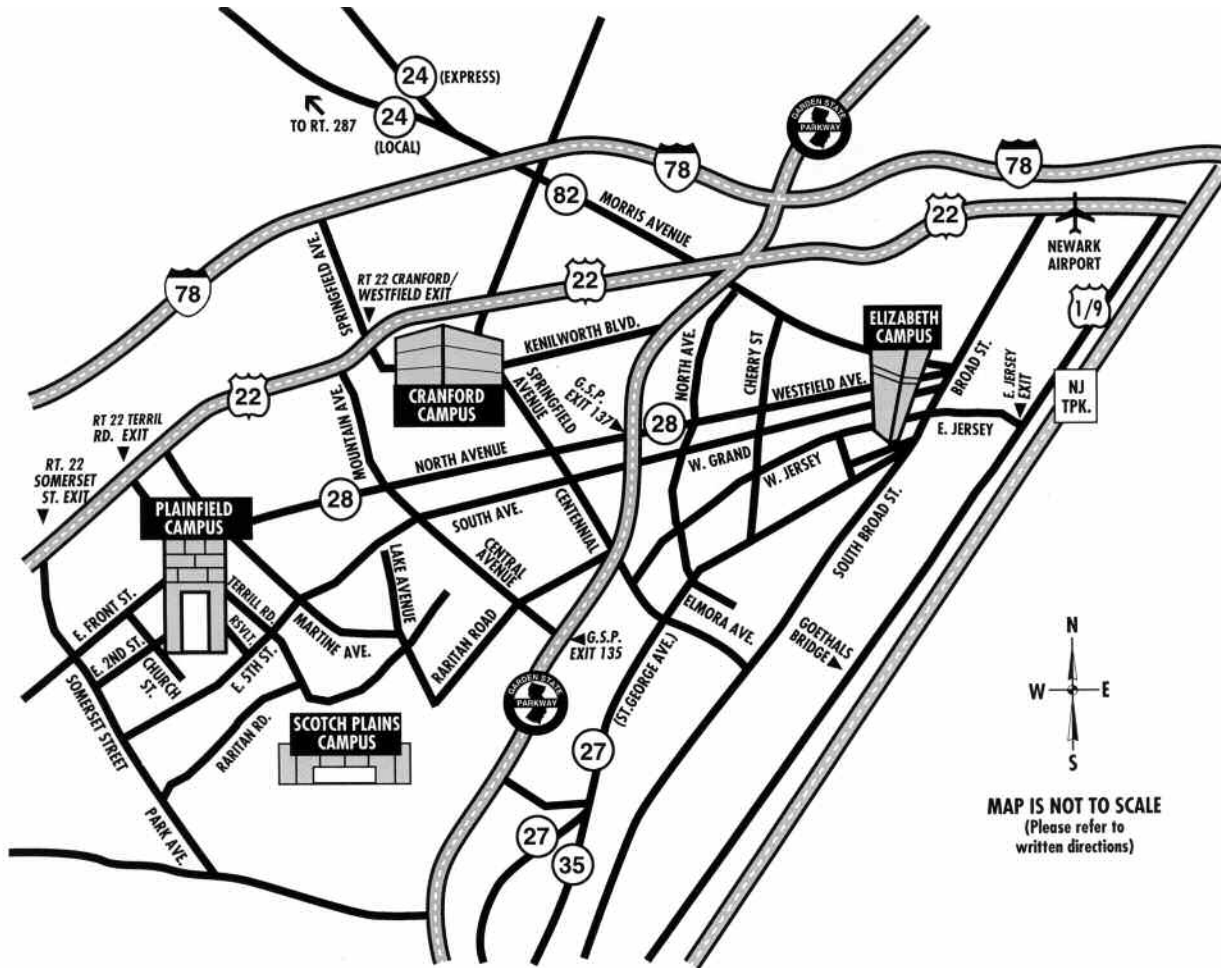 24
(EXPRESS)
24
(LOCAL)
TO RT. 287
GARDEN STATE
PARKWAY
78
78
82
MORRIS AVENUE
22
NEWARK
AIRPORT
SPRINGFIELD AVE.
RT 22 CRANFORD/
WESTFIELD EXIT
22
78
1/9
ELIZABETH
CAMPUS
KENILWORTH BLVD.
NORTH AVE.
CHERRY ST
BROAD ST.
E. JERSEY
EXIT
NJ
TPK.
CRANFORD
CAMPUS
SPRINGFIELD
AVENUE
G.S.P.
EXIT 137
WESTFIELD AVE.
22
MOUNTAIN AVE.
28
RT 22 TERRIL
RD. EXIT
RT. 22
SOMERSET
ST. EXIT
NORTH AVENUE
28
W. GRAND
W. JERSEY
E. JERSEY
PLAINFIELD
CAMPUS
SOUTH AVE.
CENTENNIAL
SOUTH BROAD ST.
LAKE AVENUE
CENTRAL
AVENUE
E. FRONT ST.
TERRILL RD.
RSVLT.
E. 2ND ST.
CHURCH
ST.
E. 5TH ST.
MARTINE AVE.
RARITAN ROAD
G.S.P.
EXIT 135
ELMORA AVE.
GOETHALS
BRIDGE
(ST.GEORGE AVE.)
SOMERSET STREET
RARITAN RD.
SCOTCH PLAINS
CAMPUS
GARDEN STATE
PARKWAY
27
PARK AVE.
27
35
N
W
E
S
MAP IS NOT TO SCALE
(Please refer to
written directions)